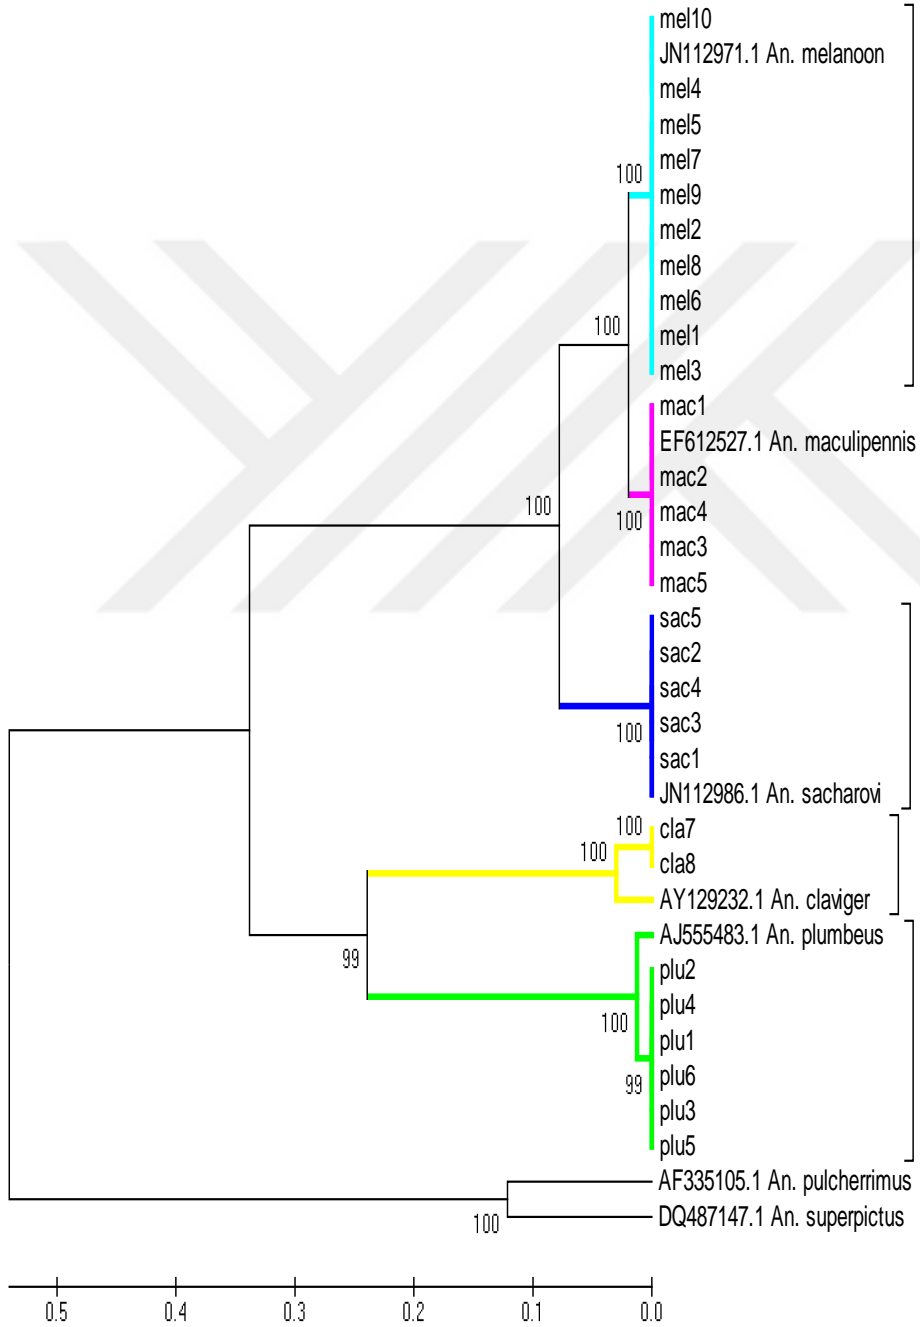 mel10
JN112971.1 An. melanoon
mel4
mel5
mel7
100
mel9
mel2
mel8
mel6
100
mel1
mel3
mac1
EF612527.1 An. maculipennis
mac2
100
mac4
100
mac3
mac5
sac5
sac2
sac4
sac3
100
sac1
JN112986.1 An. sacharovi
100
cla7
100
cla8
AY129232.1 An. claviger
AJ555483.1 An. plumbeus
99
plu2
plu4
100
plu1
plu6
99
plu3
plu5
AF335105.1 An. pulcherrimus
DQ487147.1 An. superpictus
100
0.5 0.4 0.3 0.2 0.1 0.0